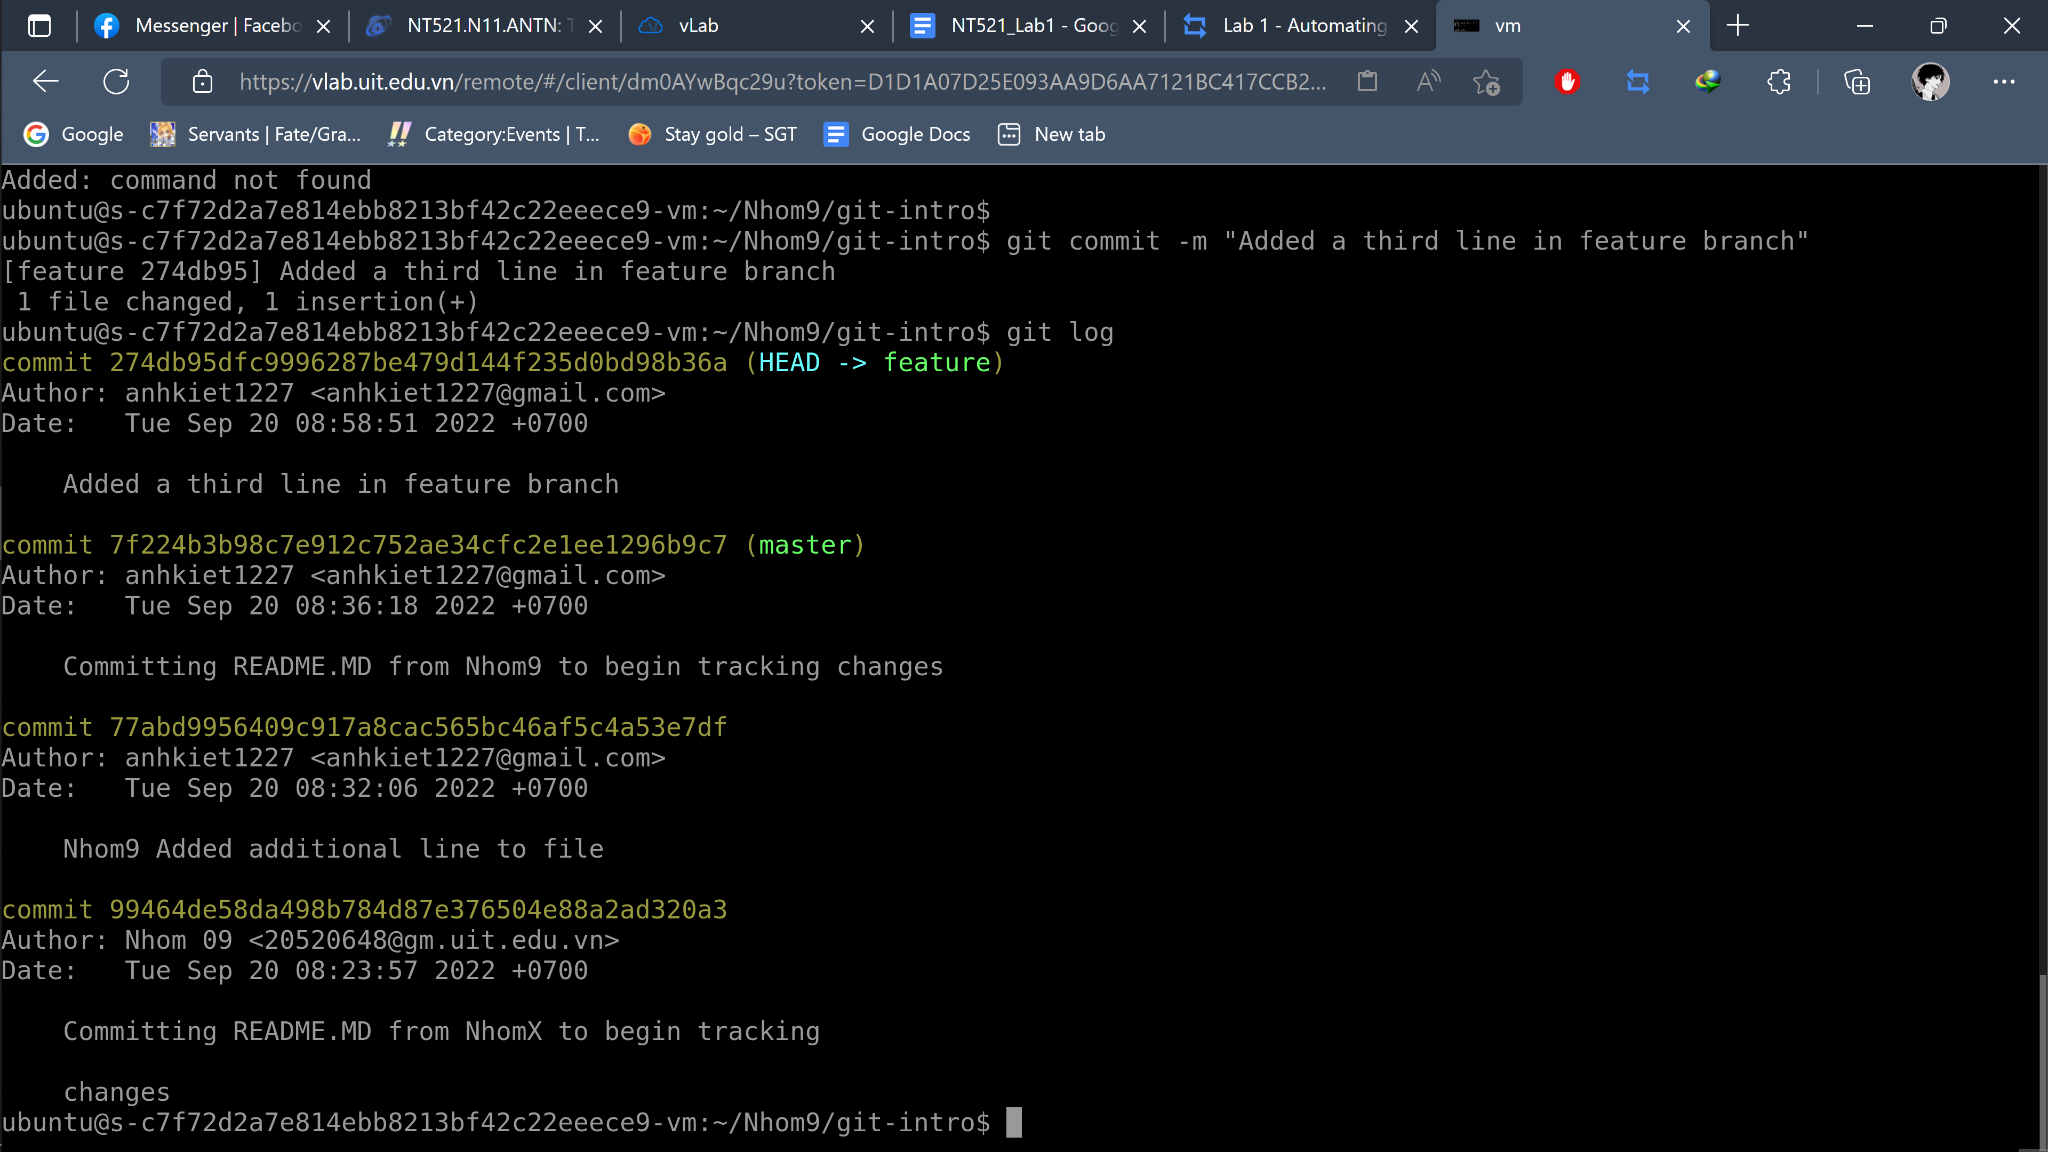 Messenger | Facebo
NT521.N11.ANTN: T
vLab
NT521_Lab1 - Goog
Lab 1 - Automating
vm
https://vlab.uit.edu.vn/remote/#/client/dm0AYwBqc29u?token=D1D1A07D25E093AA9D6AA7121BC417CCB2...
Google
Servants | Fate/Gra...
Category:Events | T...
Stay gold – SGT
Google Docs
New tab
Added: command not found
ubuntu@s-c7f72d2a7e814ebb8213bf42c22eeece9-vm:~/Nhom9/git-intro$
ubuntu@s-c7f72d2a7e814ebb8213bf42c22eeece9-vm:~/Nhom9/git-intro$ git commit -m "Added a third line in feature branch"
[feature 274db95] Added a third line in feature branch
 1 file changed, 1 insertion(+)
ubuntu@s-c7f72d2a7e814ebb8213bf42c22eeece9-vm:~/Nhom9/git-intro$ git log
commit 274db95dfc9996287be479d144f235d0bd98b36a (HEAD -> feature)
Author: anhkiet1227 <anhkiet1227@gmail.com>
Date:   Tue Sep 20 08:58:51 2022 +0700
    Added a third line in feature branch
commit 7f224b3b98c7e912c752ae34cfc2e1ee1296b9c7 (master)
Author: anhkiet1227 <anhkiet1227@gmail.com>
Date:   Tue Sep 20 08:36:18 2022 +0700
    Committing README.MD from Nhom9 to begin tracking changes
commit 77abd9956409c917a8cac565bc46af5c4a53e7df
Author: anhkiet1227 <anhkiet1227@gmail.com>
Date:   Tue Sep 20 08:32:06 2022 +0700
    Nhom9 Added additional line to file
commit 99464de58da498b784d87e376504e88a2ad320a3
Author: Nhom 09 <20520648@gm.uit.edu.vn>
Date:   Tue Sep 20 08:23:57 2022 +0700
    Committing README.MD from NhomX to begin tracking
    changes
ubuntu@s-c7f72d2a7e814ebb8213bf42c22eeece9-vm:~/Nhom9/git-intro$